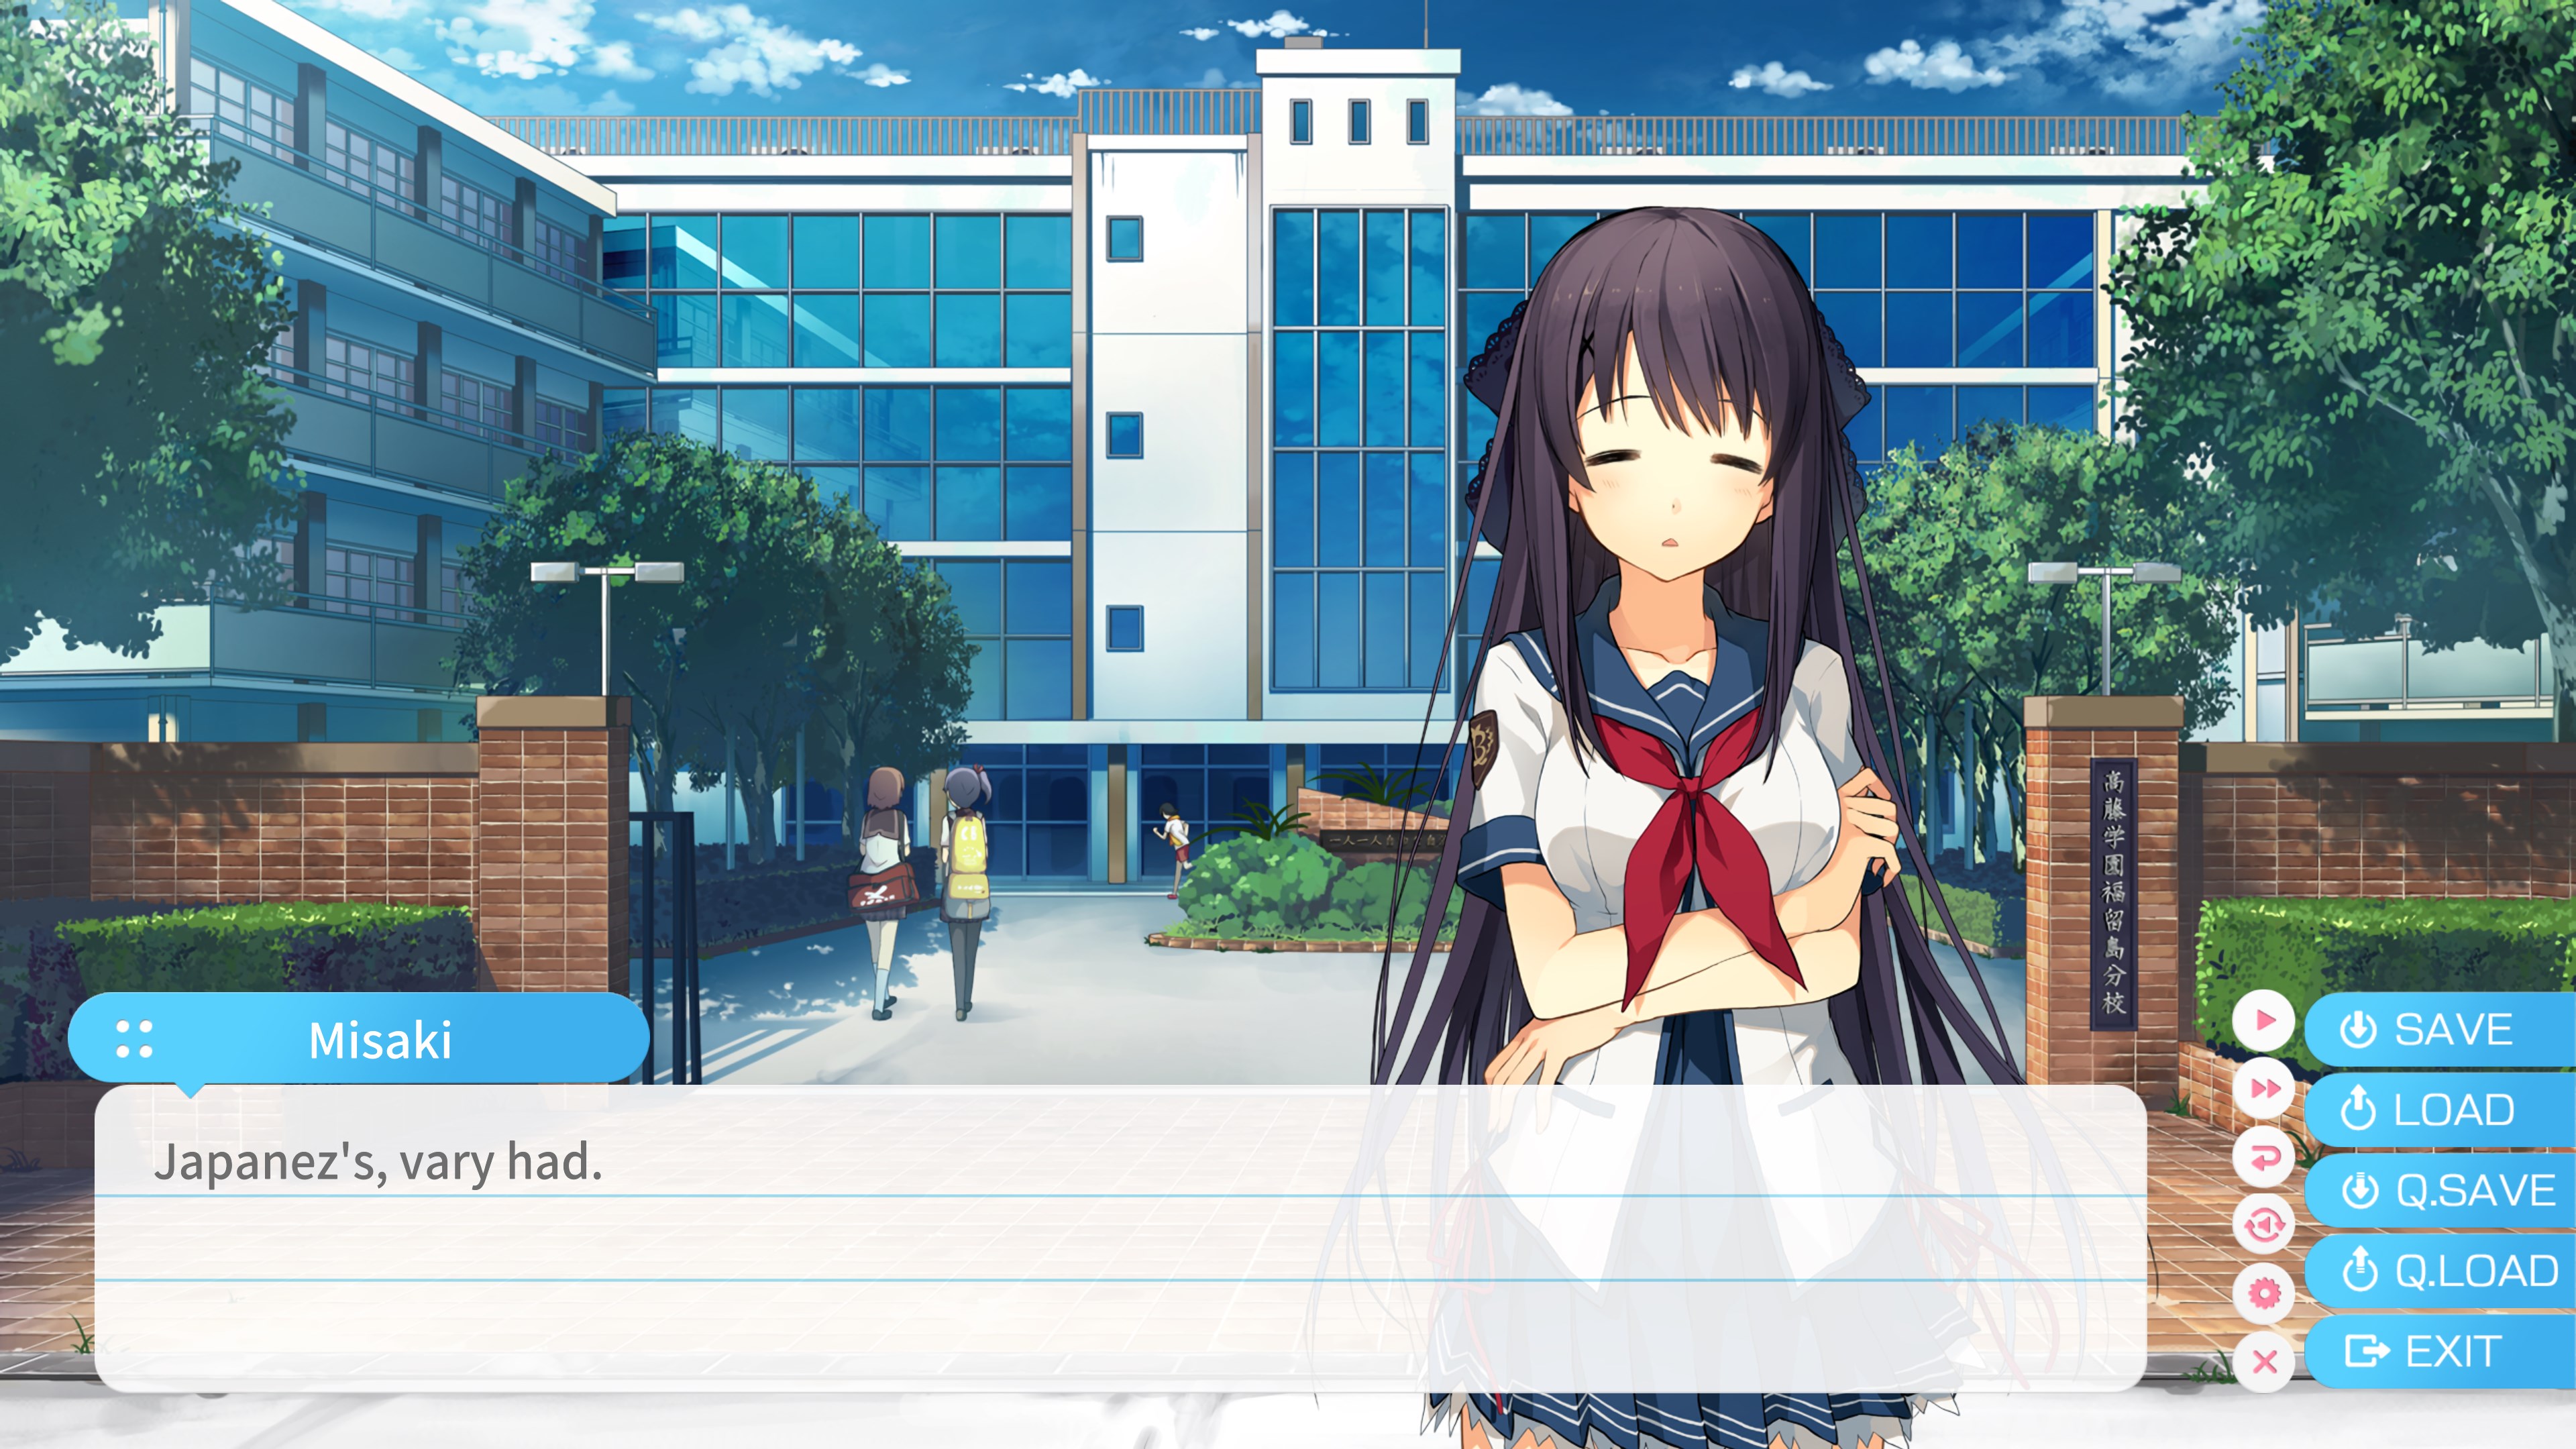 高藤学園福留島分校
Misaki
Japanez's, vary had.
SAVE
LOAD
Q.SAVE
Q.LOAD
EXIT